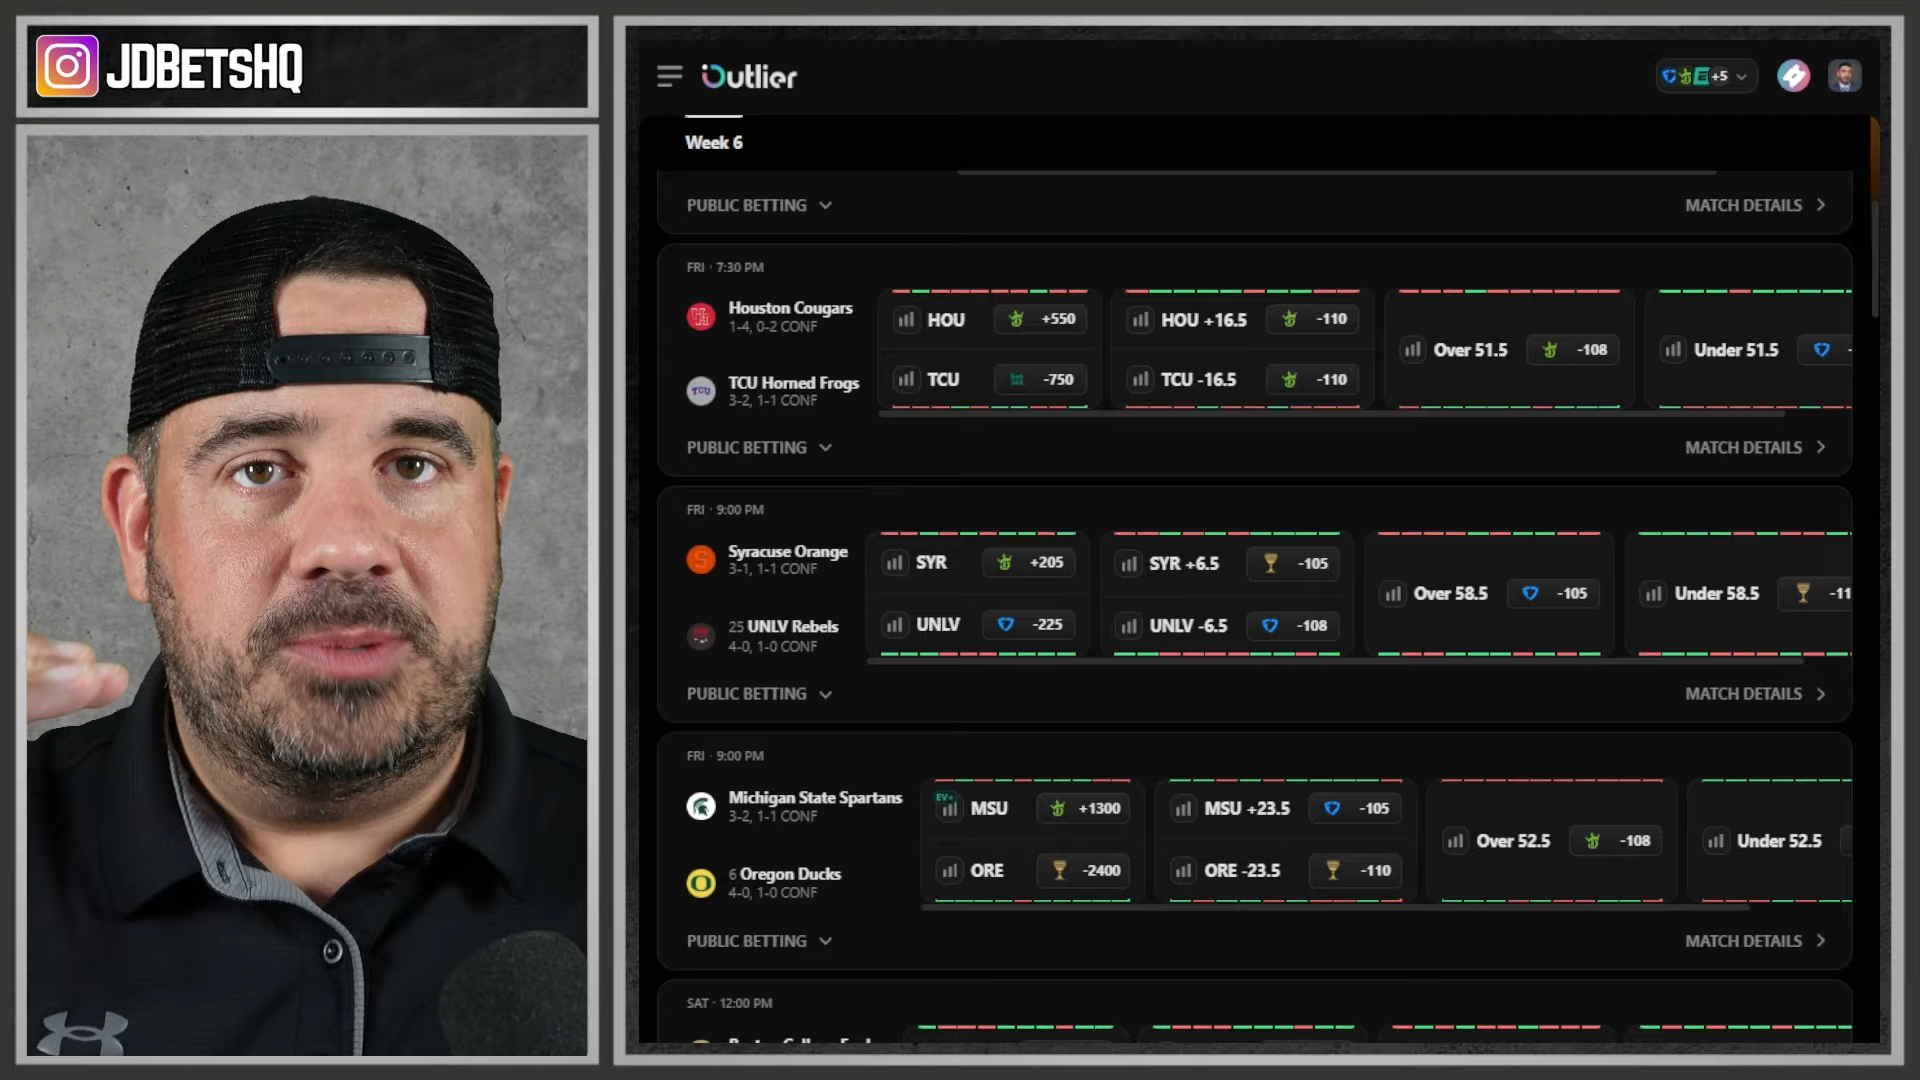 JDBETSHQ
Outlier
+5
Week 6
PUBLIC BETTING
MATCH DETAILS
FRI · 7:30 PM
Houston Cougars
1-4, 0-2 CONF
TCU Horned Frogs
3-2, 1-1 CONF
HOU +550
TCU -750
HOU +16.5 -110
TCU -16.5 -110
Over 51.5 -108
Under 51.5
PUBLIC BETTING
MATCH DETAILS
FRI · 9:00 PM
Syracuse Orange
3-1, 1-1 CONF
25 UNLV Rebels
4-0, 1-0 CONF
SYR +205
UNLV -225
SYR +6.5 -105
UNLV -6.5 -108
Over 58.5 -105
Under 58.5 -11
PUBLIC BETTING
MATCH DETAILS
FRI · 9:00 PM
Michigan State Spartans
3-2, 1-1 CONF
6 Oregon Ducks
4-0, 1-0 CONF
EV+
MSU +1300
ORE -2400
MSU +23.5 -105
ORE -23.5 -110
Over 52.5 -108
Under 52.5
PUBLIC BETTING
MATCH DETAILS
SAT · 12:00 PM